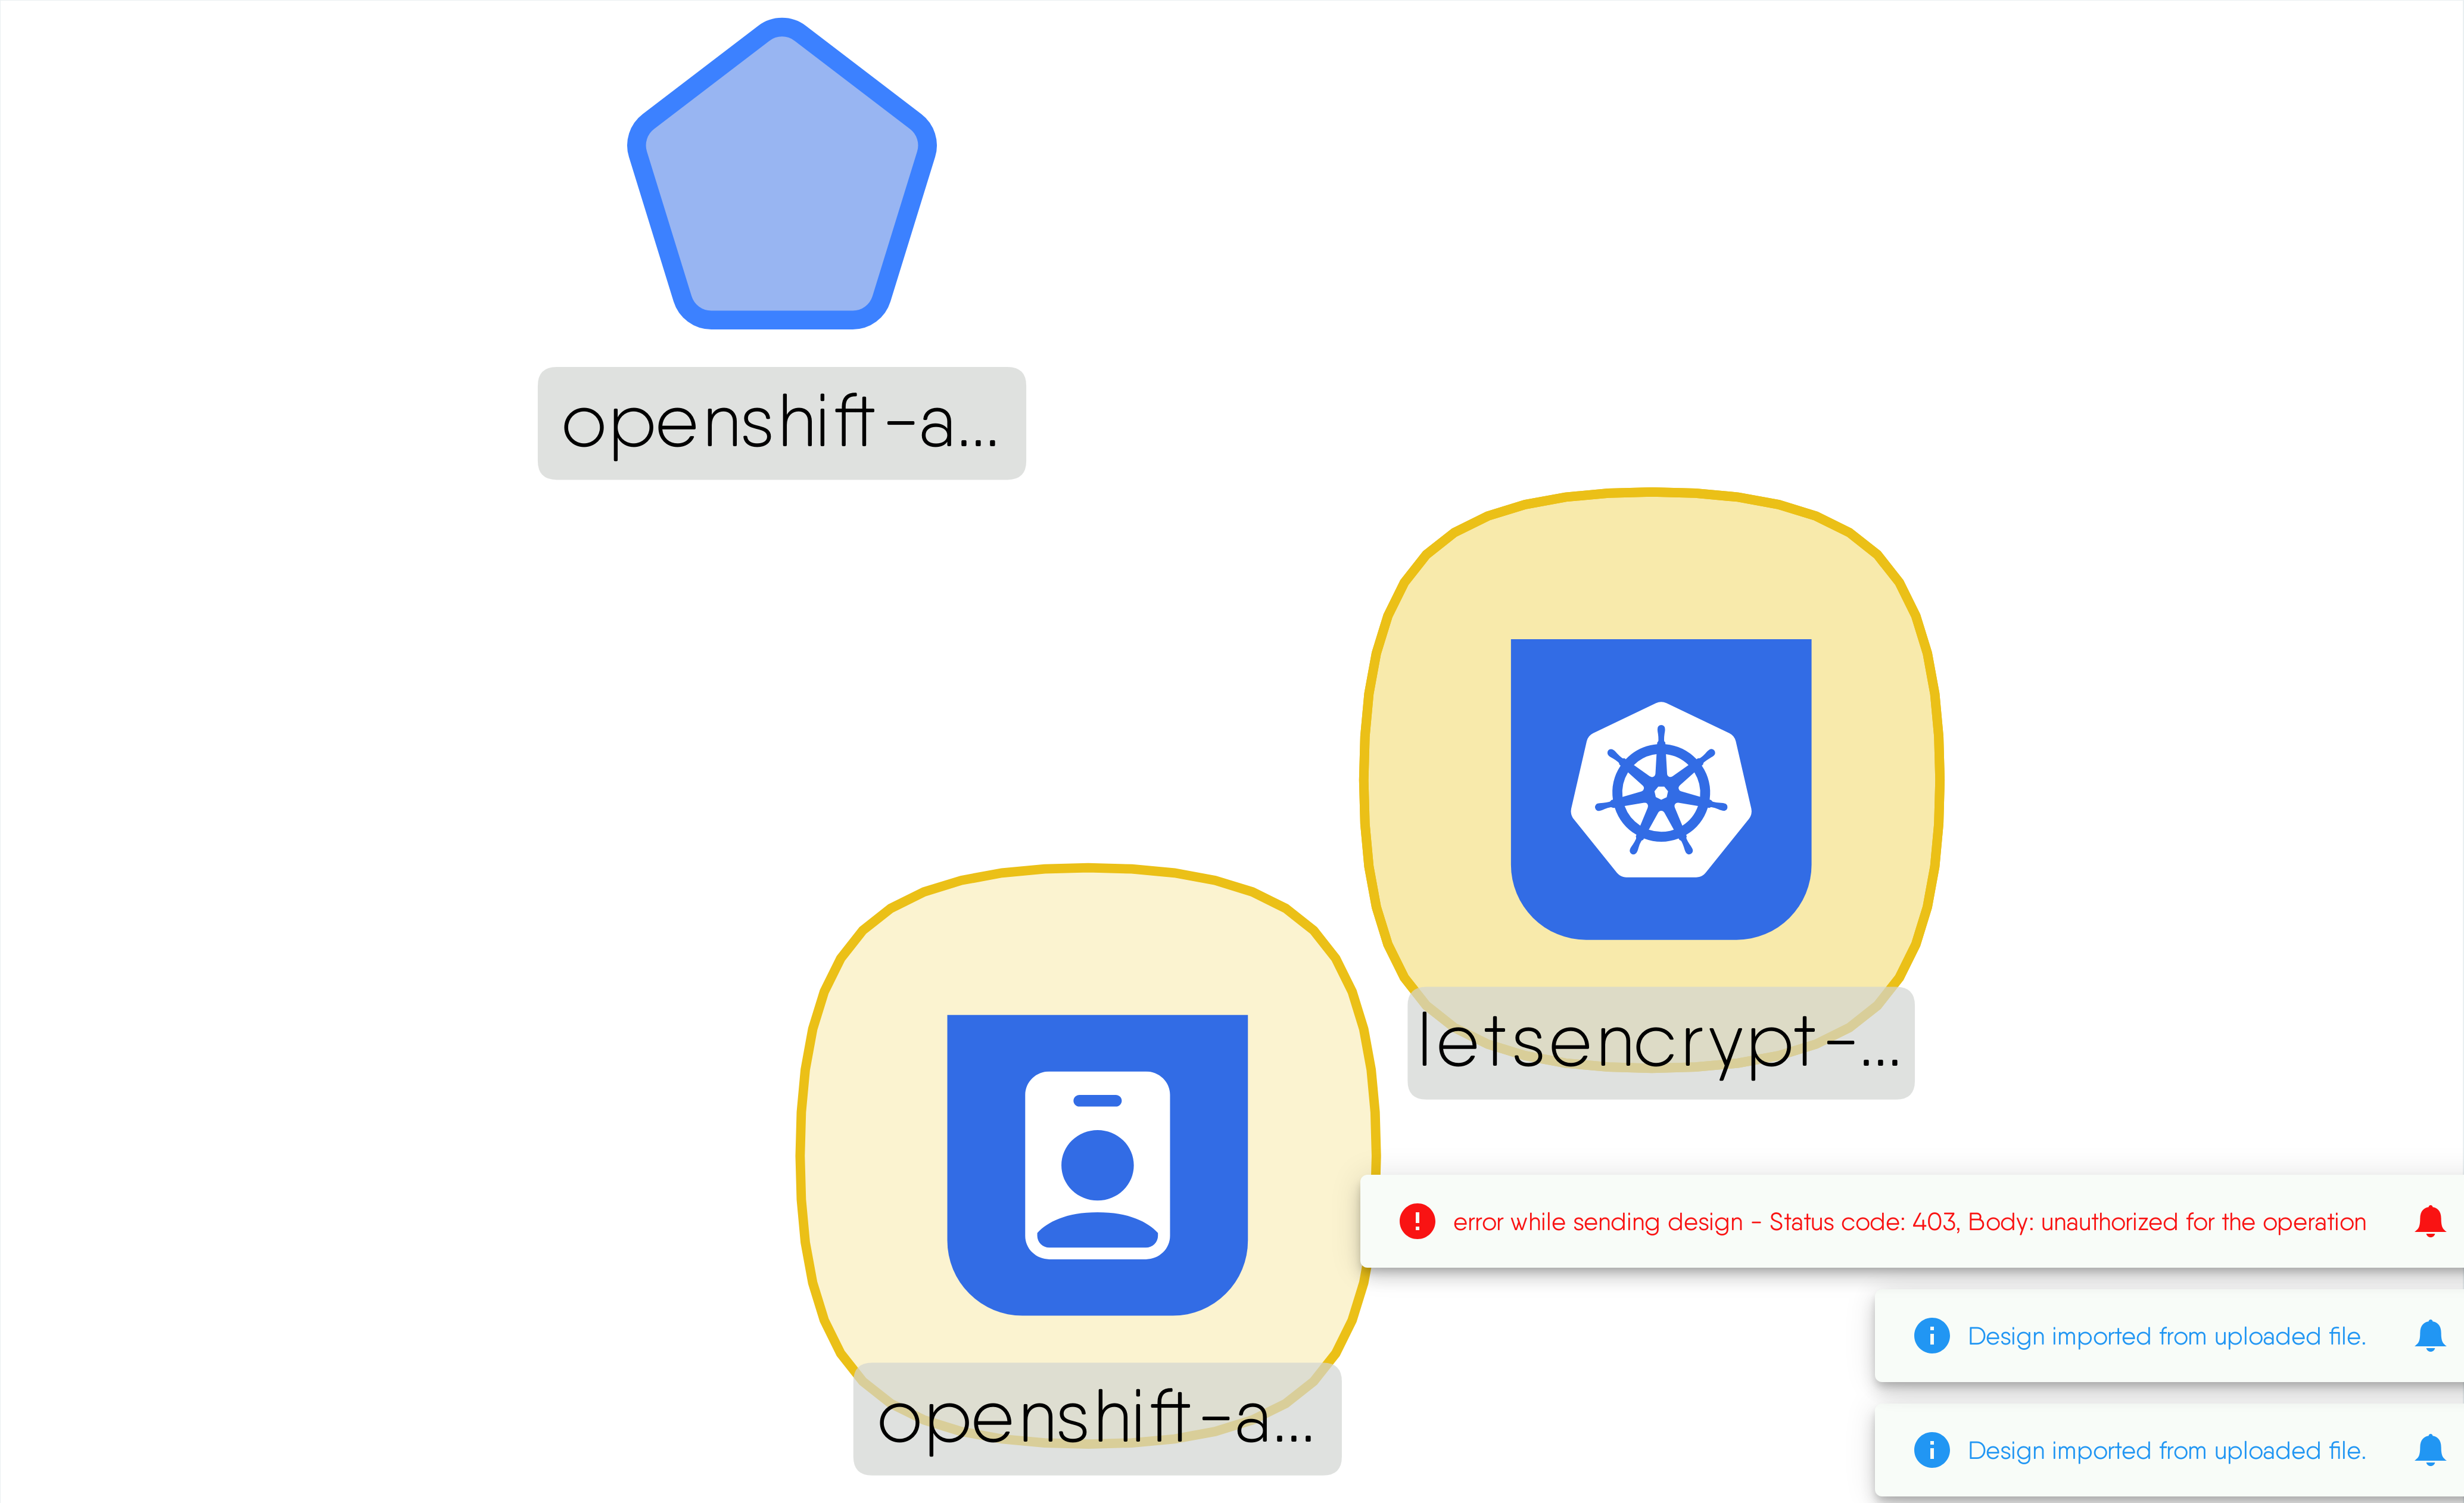 openshift-a...
letsencrypt-...
error while sending design - Status code: 403, Body: unauthorized for the operation
Design imported from uploaded file.
openshift-a...
Design imported from uploaded file.